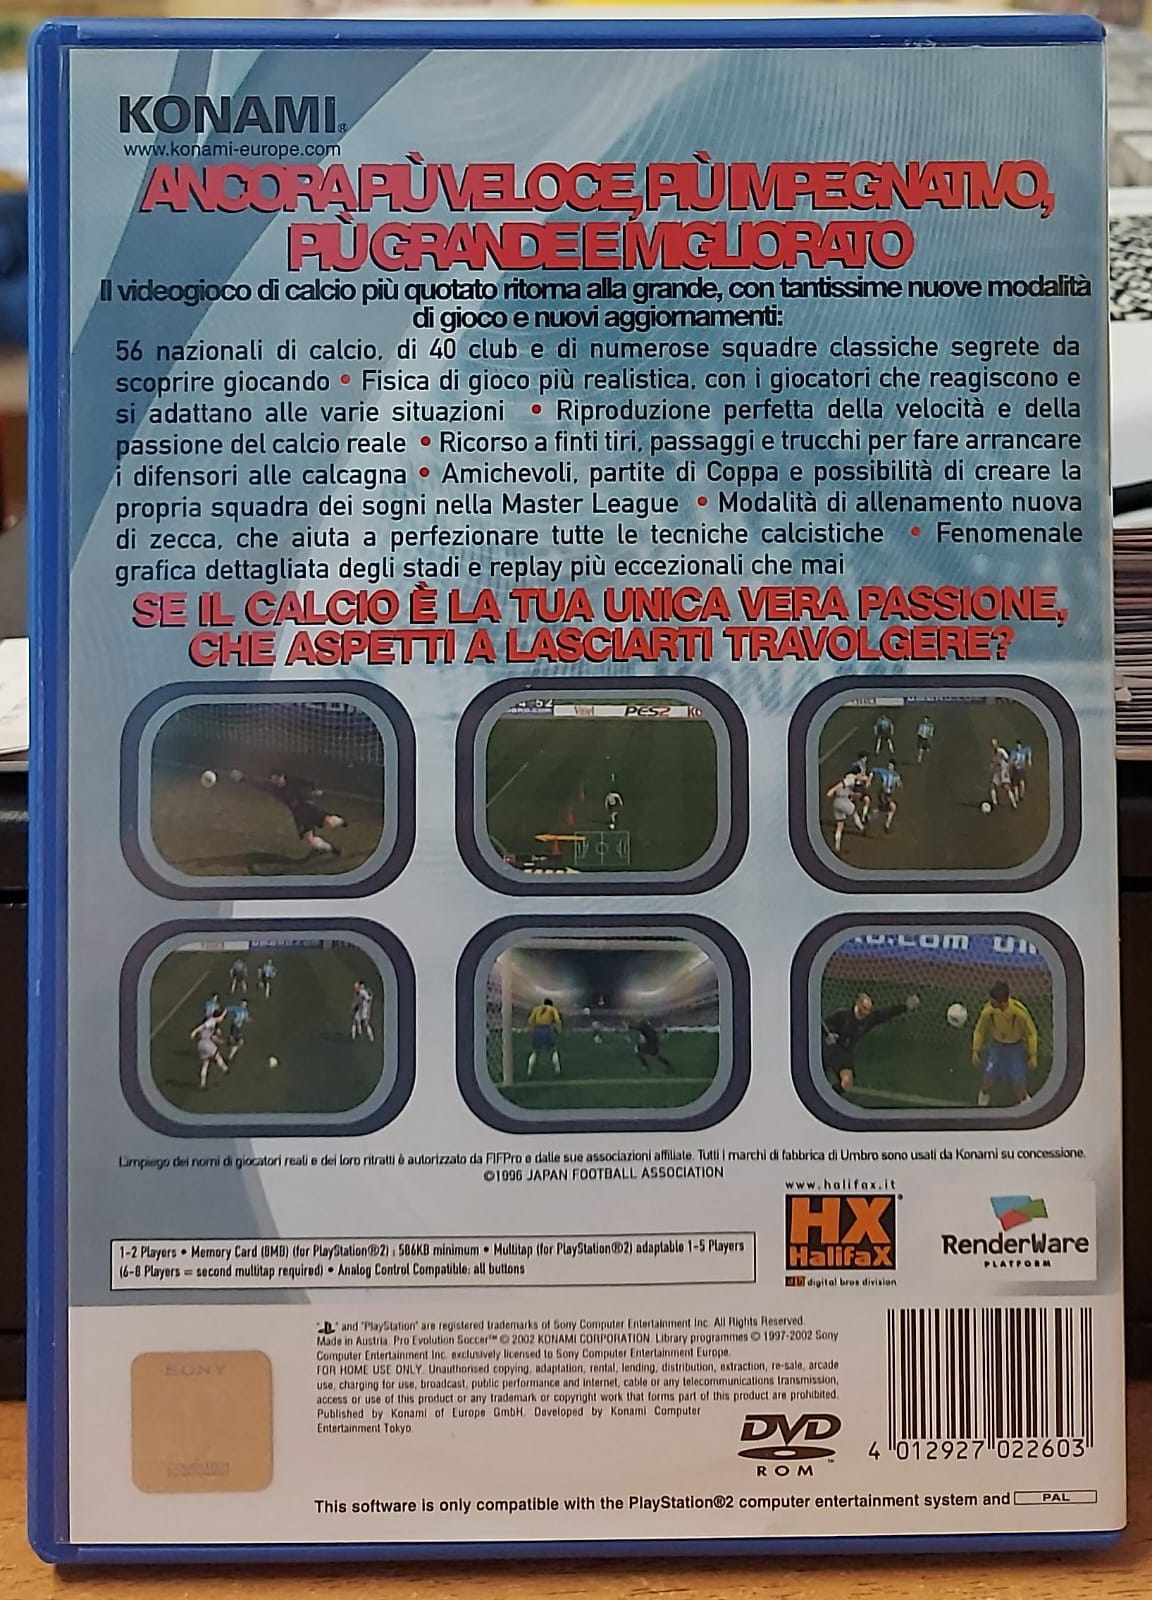 KONAMI®
www.konami-europe.com
ANCORA PIÙ VELOCE, PIÙ IMPEGNATIVO,
PIÙ GRANDE E MIGLIORATO
Il videogioco di calcio più quotato ritorna alla grande, con tantissime nuove modalità
di gioco e nuovi aggiornamenti:
56 nazionali di calcio, di 40 club e di numerose squadre classiche segrete da
scoprire giocando • Fisica di gioco più realistica, con i giocatori che reagiscono e
si adattano alle varie situazioni • Riproduzione perfetta della velocità e della
passione del calcio reale • Ricorso a finti tiri, passaggi e trucchi per fare arrancare
i difensori alle calcagna • Amichevoli, partite di Coppa e possibilità di creare la
propria squadra dei sogni nella Master League • Modalità di allenamento nuova
di zecca, che aiuta a perfezionare tutte le tecniche calcistiche • Fenomenale
grafica dettagliata degli stadi e replay più eccezionali che mai
SE IL CALCIO È LA TUA UNICA VERA PASSIONE,
CHE ASPETTI A LASCIARTI TRAVOLGERE?
PES2
L'impiego dei nomi di giocatori reali e dei loro ritratti è autorizzato da FIFPro e dalle sue associazioni affiliate. Tutti i marchi di fabbrica di Umbro sono usati da Konami su concessione.
©1996 JAPAN FOOTBALL ASSOCIATION
www.halifax.it
HX
HalifaX
digital bros division
RenderWare
PLATFORM
1-2 Players • Memory Card (8MB) (for PlayStation®2) : 586KB minimum • Multitap (for PlayStation®2) adaptable 1-5 Players
(6-8 Players = second multitap required) • Analog Control Compatible: all buttons
" " and "PlayStation" are registered trademarks of Sony Computer Entertainment Inc. All Rights Reserved.
Made in Austria. Pro Evolution Soccer™ © 2002 KONAMI CORPORATION. Library programmes © 1997-2002 Sony
Computer Entertainment Inc. exclusively licensed to Sony Computer Entertainment Europe.
FOR HOME USE ONLY. Unauthorised copying, adaptation, rental, lending, distribution, extraction, re-sale, arcade
use, charging for use, broadcast, public performance and internet, cable or any telecommunications transmission,
access or use of this product or any trademark or copyright work that forms part of this product are prohibited.
Published by Konami of Europe GmbH. Developed by Konami Computer
Entertainment Tokyo.
SONY
COMPUTER
ENTERTAINMENT
DVD
ROM™
4 012927 022603
This software is only compatible with the PlayStation®2 computer entertainment system and PAL